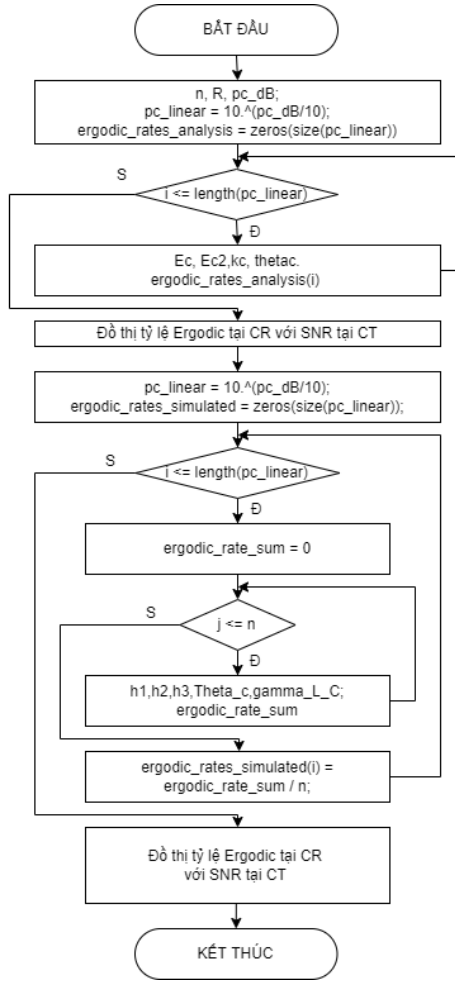 BẮT ĐẦU
n, R, pc_dB;
pc_linear = 10.^(pc_dB/10);
ergodic_rates_analysis = zeros(size(pc_linear))
S
i <= length(pc_linear)
Đ
Ec, Ec2,kc, thetac.
ergodic_rates_analysis(i)
Đồ thị tỷ lệ Ergodic tại CR với SNR tại CT
pc_linear = 10.^(pc_dB/10);
ergodic_rates_simulated = zeros(size(pc_linear));
S
i <= length(pc_linear)
Đ
ergodic_rate_sum = 0
S
j <= n
Đ
h1,h2,h3,Theta_c,gamma_L_C;
ergodic_rate_sum
ergodic_rates_simulated(i) =
ergodic_rate_sum / n;
Đồ thị tỷ lệ Ergodic tại CR
với SNR tại CT
KẾT THÚC